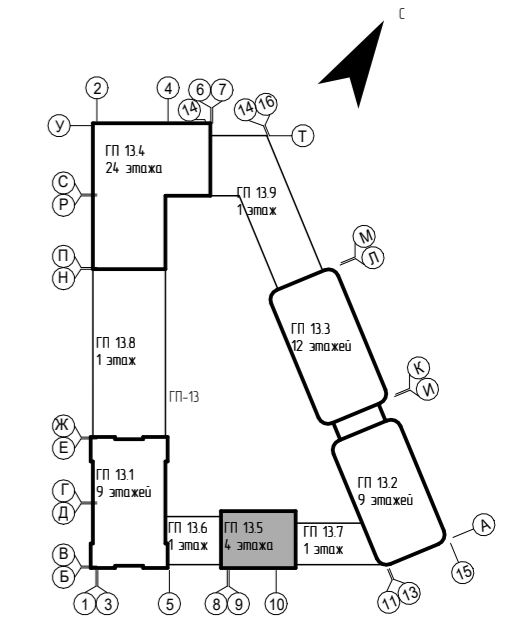 С
2
4
6
7
14
14
16
У
Т
ГП 13.4
24 этажа
С
Р
ГП 13.9
1 этаж
П
Н
М
Л
ГП 13.3
12 этажей
ГП 13.8
1 этаж
ГП-13
К
И
Ж
Е
ГП 13.1
9 этажей
Г
Д
ГП 13.2
9 этажей
А
ГП 13.6
1 этаж
ГП 13.5
4 этажа
ГП 13.7
1 этаж
В
Б
15
1
3
5
8
9
10
11
13